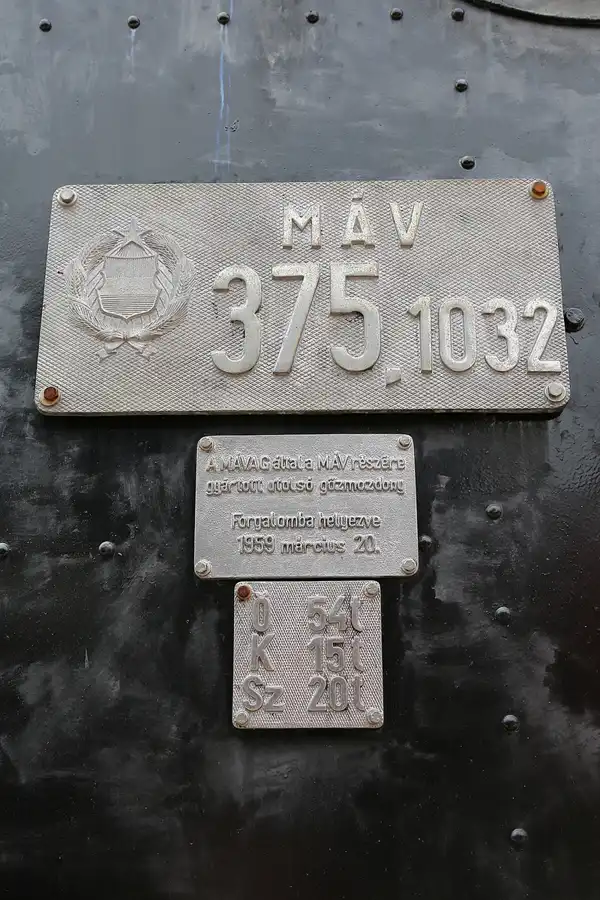 MÁV
375,1032
A MÁVAG által a MÁV részére
gyártott utolsó gőzmozdony
Forgalomba helyezve
1959 március 20.
Ö 54t
K 15t
Sz 20t